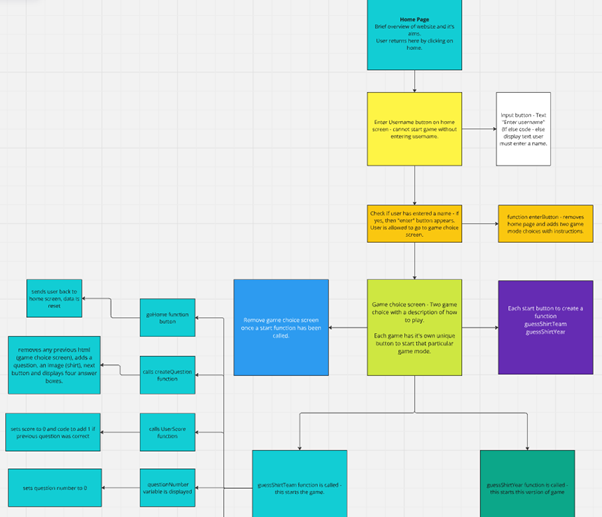 Home Page
Brief overview of website and it's
aims.
User returns here by clicking on
home.
Enter Username button on home
screen - cannot start game without
entering username.
Input button - Text
"Enter username"
(If else code - else
display text user
must enter a name.
Check if user has entered a name - if
yes, then "enter" button appears.
User is allowed to go to game choice
screen.
function enterButton - removes
home page and adds two game
mode choices with instructions.
sends user back to
home screen, data is
reset
goHome function
button
Remove game choice screen
once a start function has been
called.
Game choice screen - Two game
choice with a description of how
to play.
Each game has it's own unique
button to start that particular
game mode.
Each start button to create a
function
guessShirtTeam
guessShirtYear
removes any previous html
(game choice screen), adds a
question, an image (shirt), next
button and displays four answer
boxes.
calls createQuestion
function
sets score to 0 and code to add 1 if
previous question was correct
calls UserScore
function.
sets question number to 0
questionNumber
variable is displayed
guessShirtTeam function is called -
this starts the game.
guessShirtYear function is called -
this starts this version of game